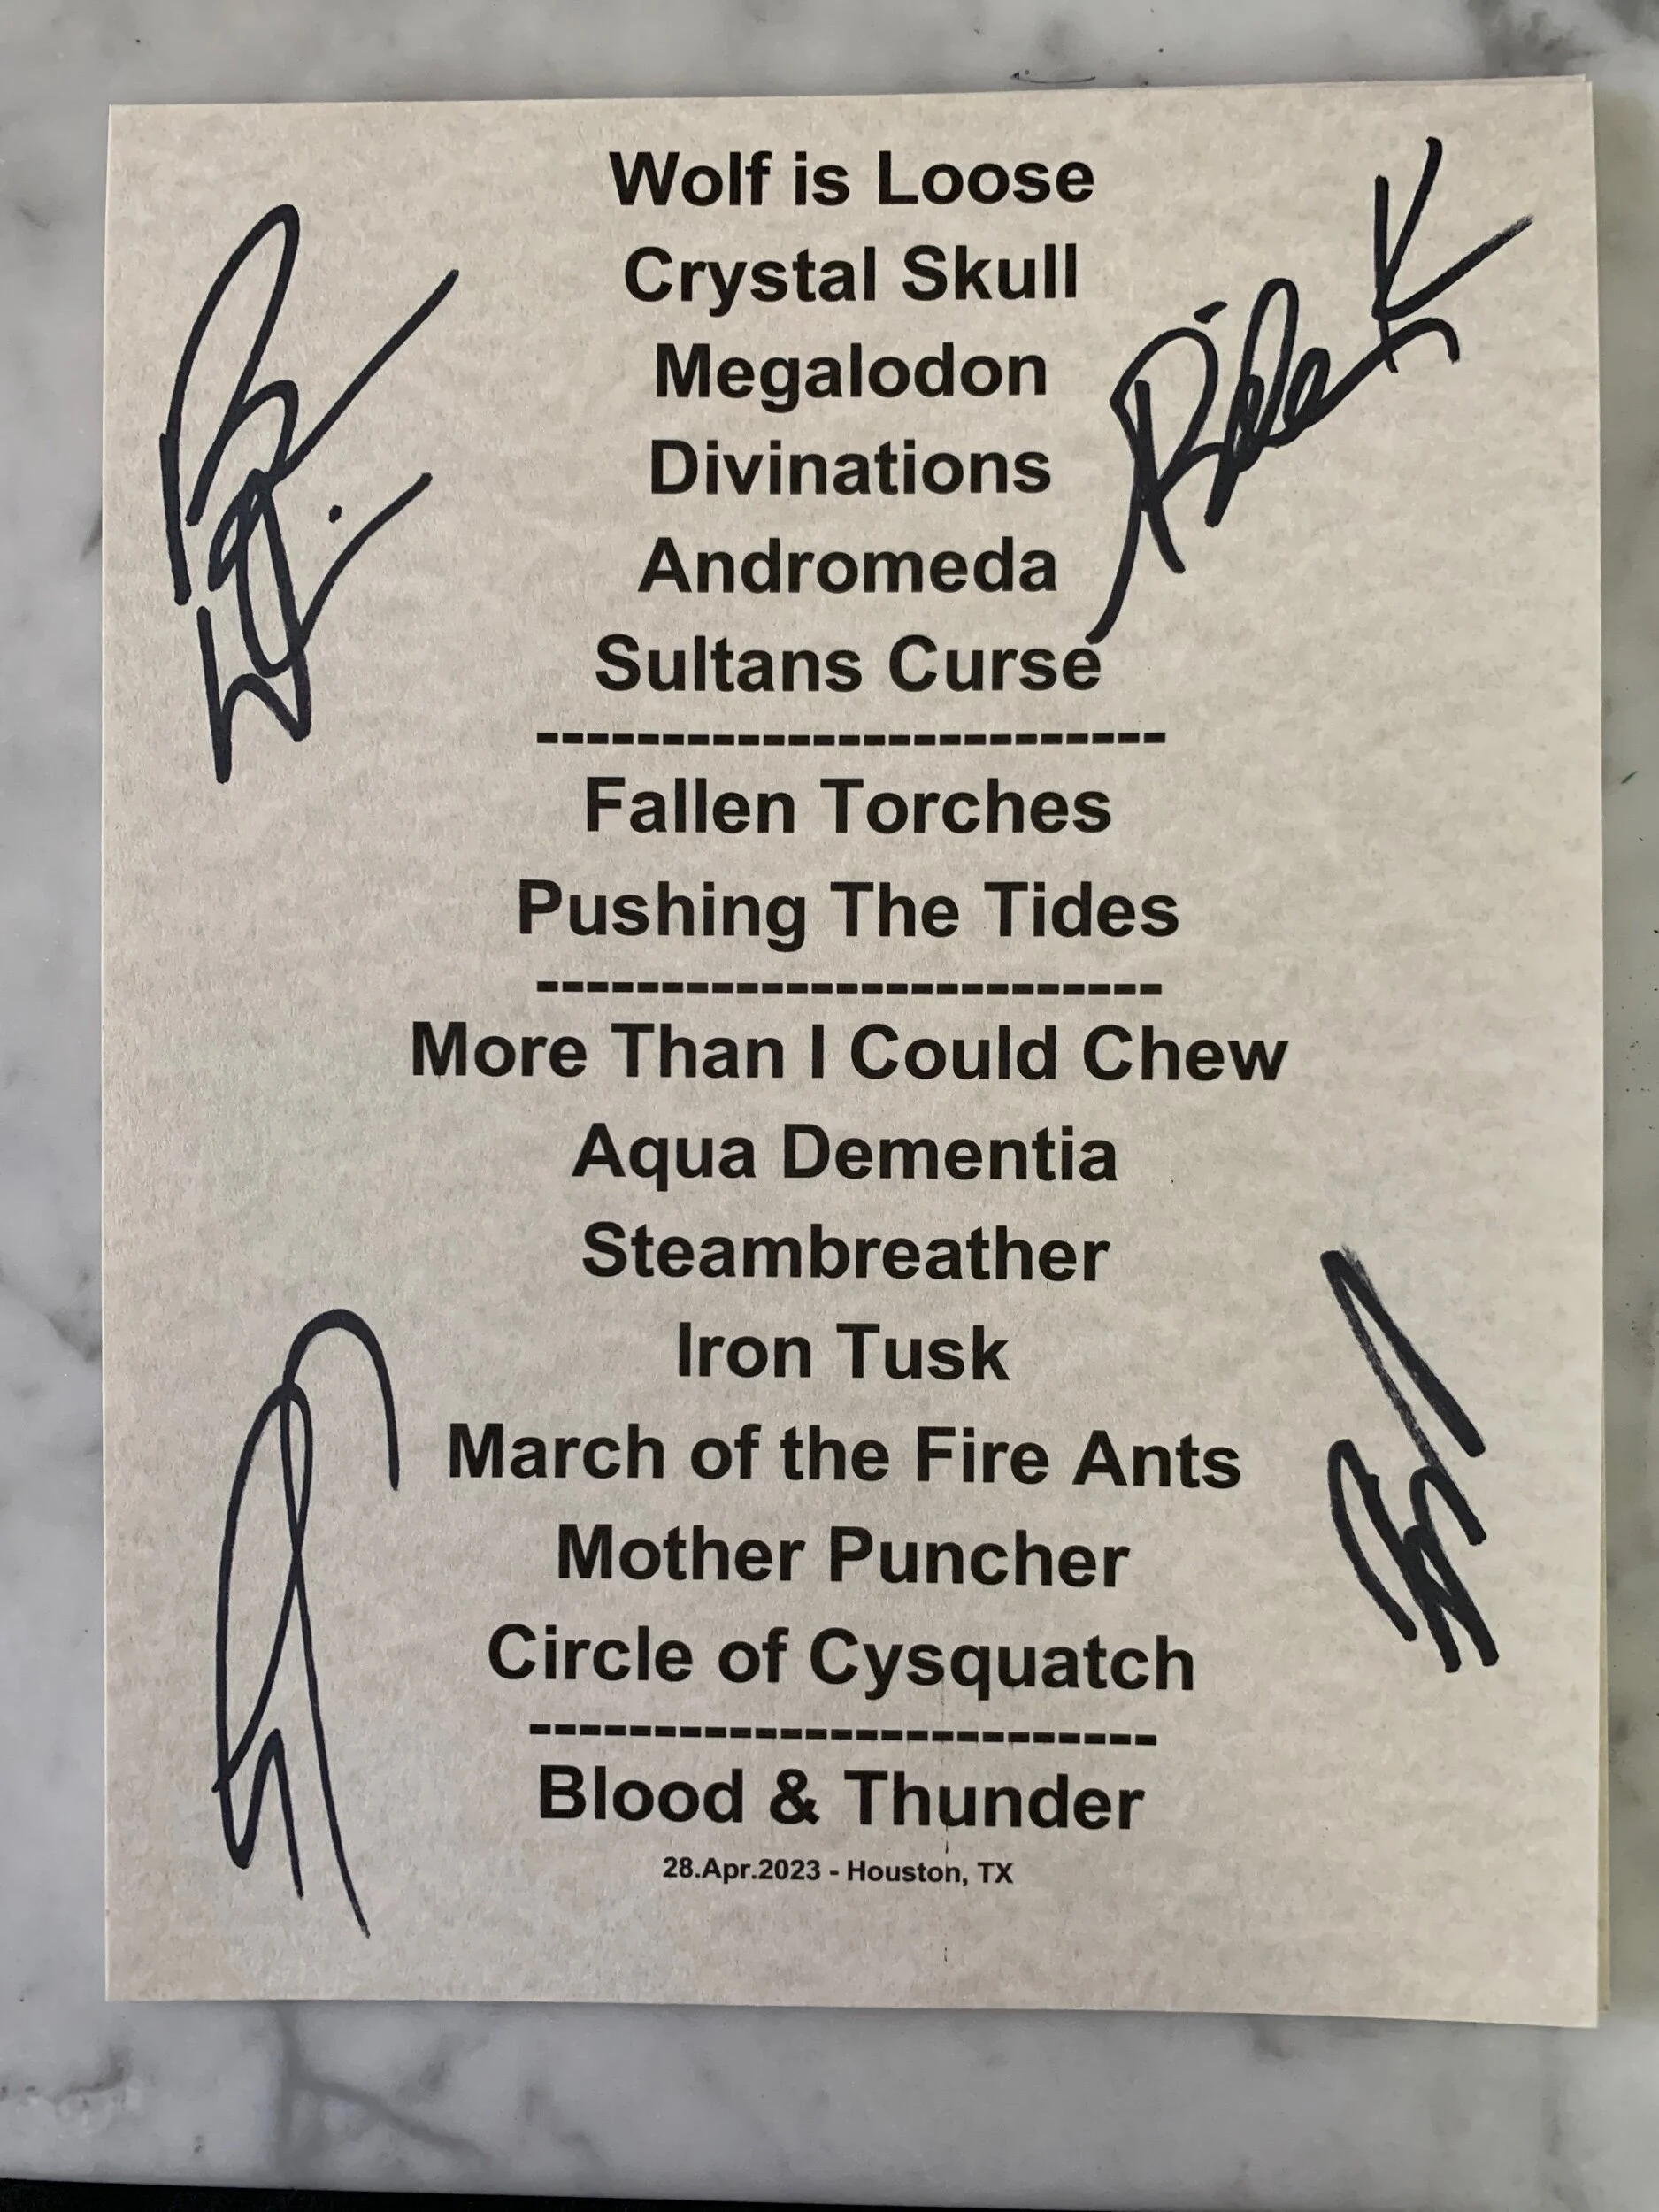 Wolf is Loose
Crystal Skull
Megalodon
Divinations
Andromeda
Sultans Curse
--------------------------
Fallen Torches
Pushing The Tides
--------------------------
More Than I Could Chew
Aqua Dementia
Steambreather
Iron Tusk
March of the Fire Ants
Mother Puncher
Circle of Cysquatch
--------------------------
Blood & Thunder
28.Apr.2023 - Houston, TX